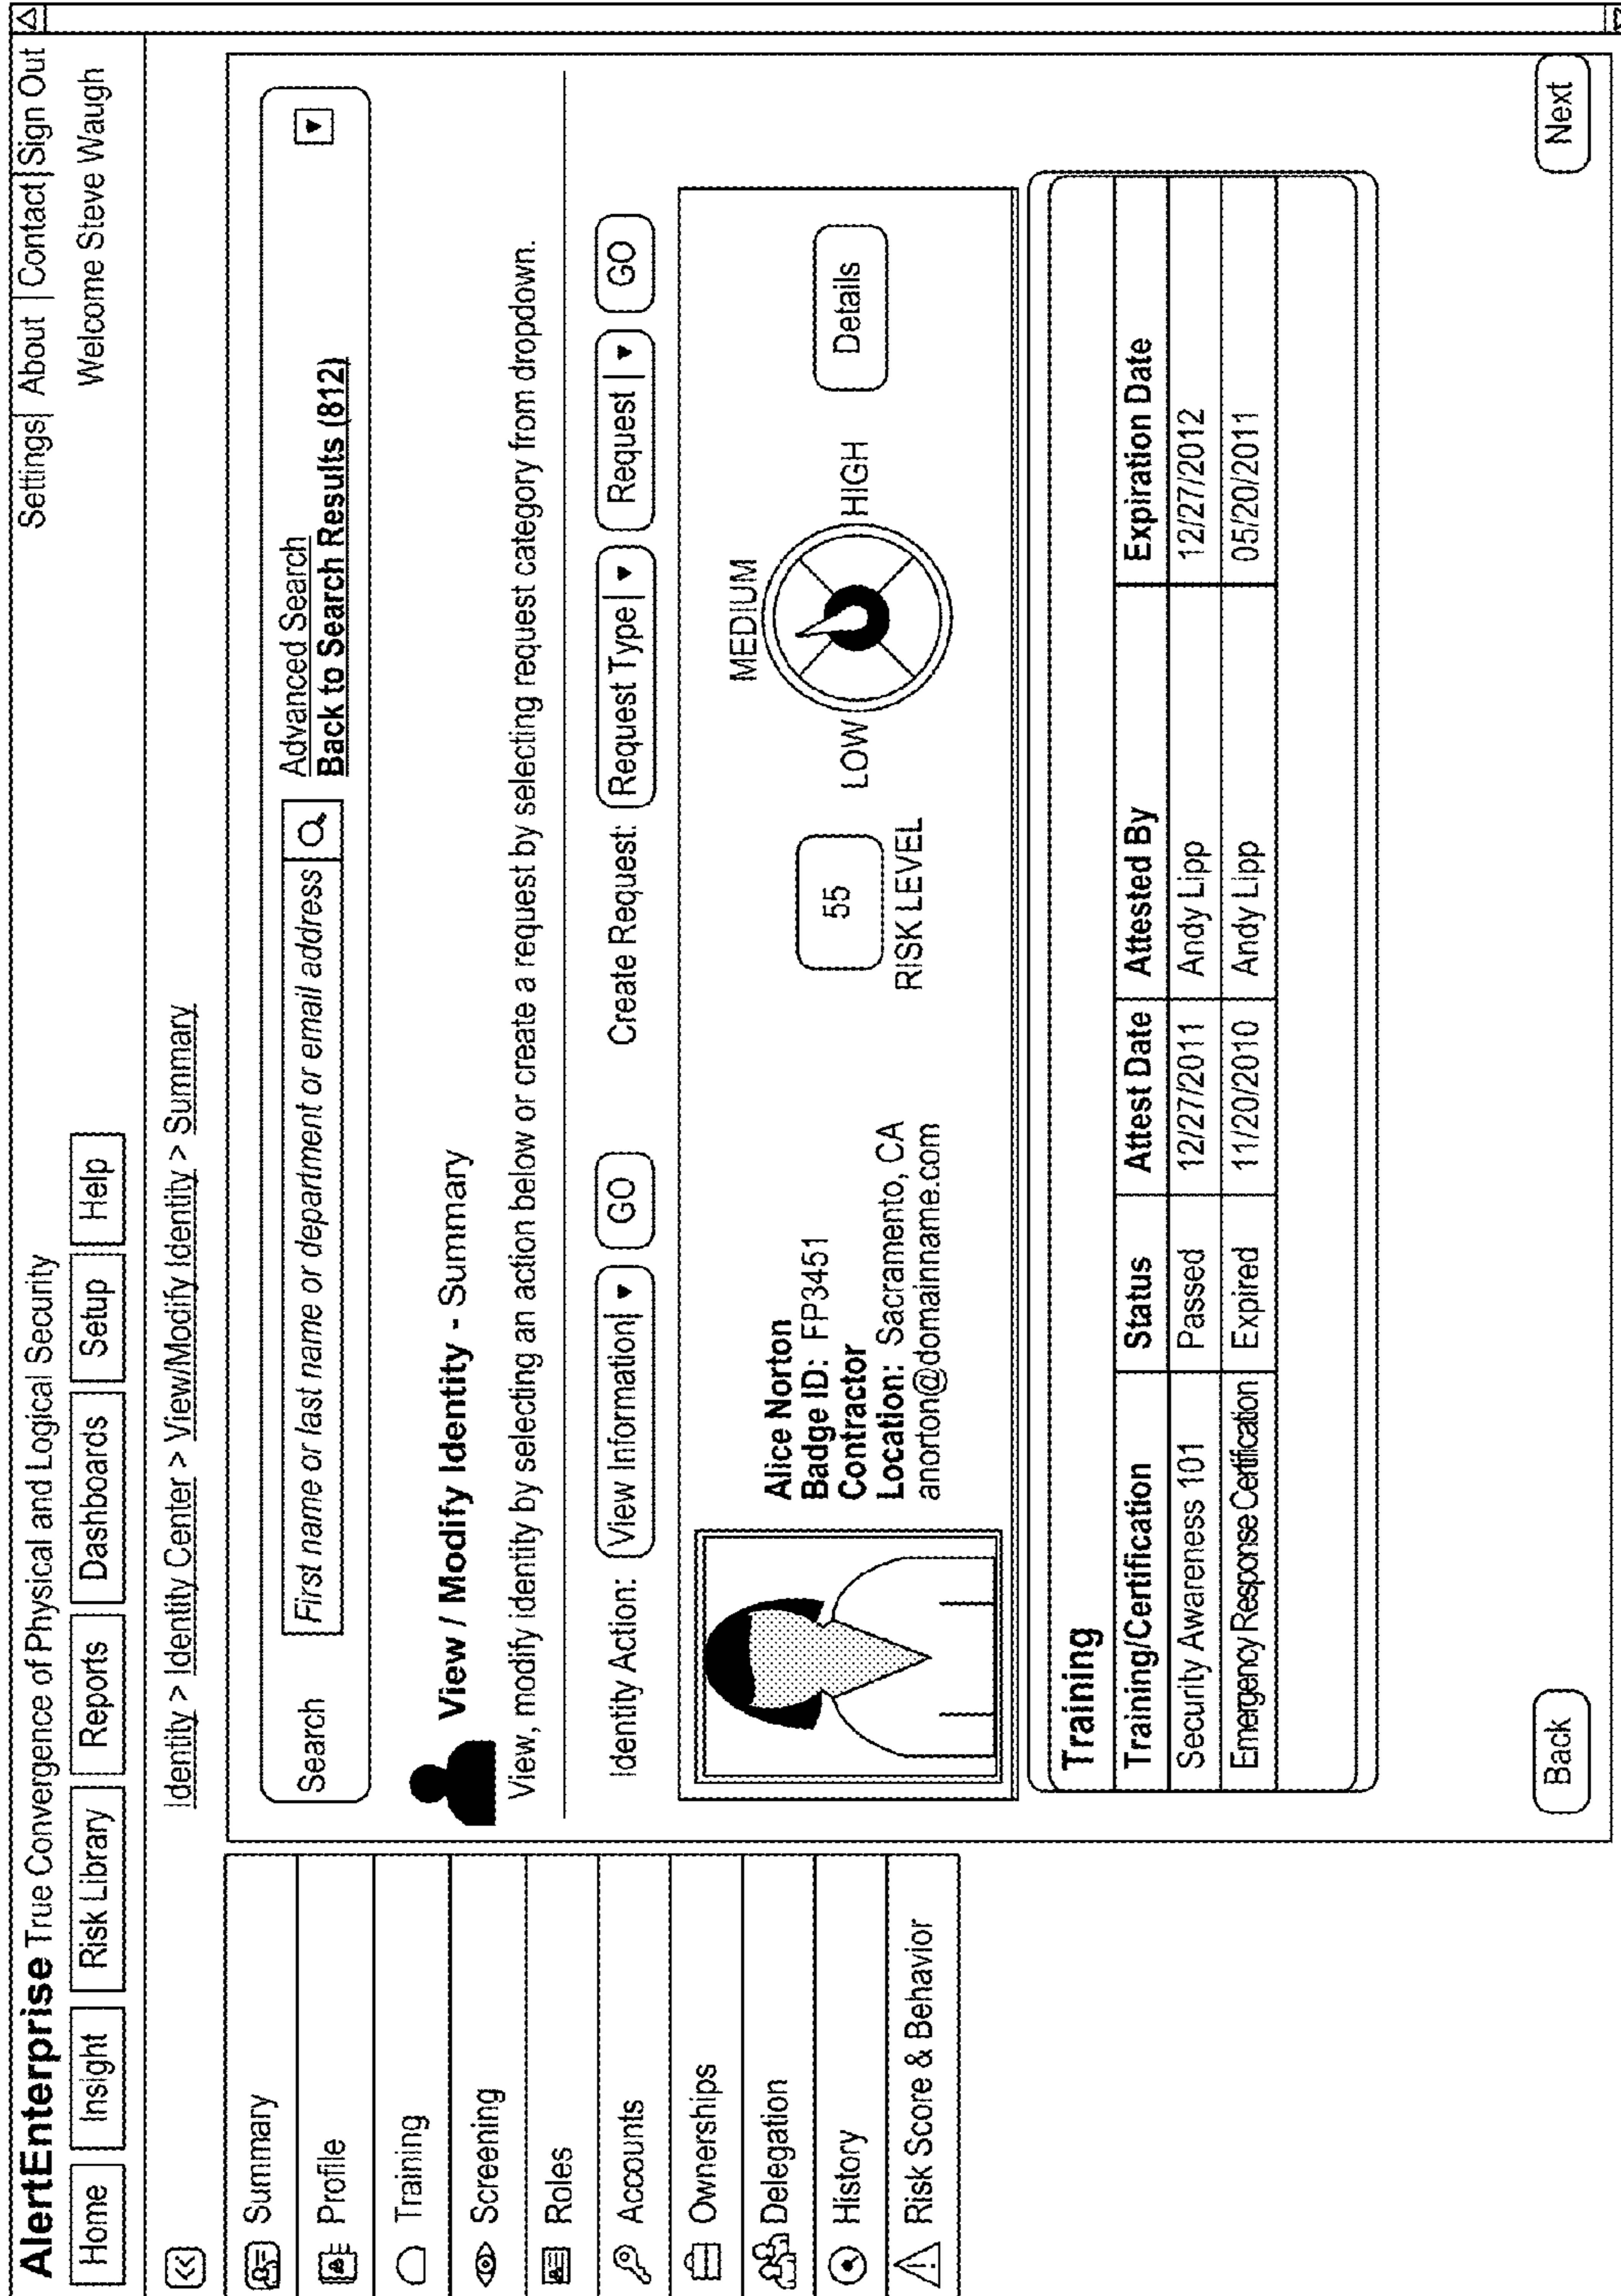 AlertEnterprise True Convergence of Physical and Logical Security
Settings| About |Contact|Sign Out
Home Insight Risk Library Reports Dashboards Setup Help
Welcome Steve Waugh
<<
Identity > Identity Center > View/Modify Identity > Summary
Summary
Profile
Training
Screening
Roles
Accounts
Ownerships
Delegation
History
Risk Score & Behavior
Search First name or last name or department or email address
Advanced Search
Back to Search Results (812)
View / Modify Identity - Summary
View, modify identity by selecting an action below or create a request by selecting request category from dropdown.
Identity Action: View Information GO Create Request: Request Type Request GO
Alice Norton
Badge ID: FP3451
Contractor
Location: Sacramento, CA
anorton@domainname.com
55
RISK LEVEL
MEDIUM
LOW HIGH
Details
Training
Training/Certification Status Attest Date Attested By Expiration Date
Security Awareness 101 Passed 12/27/2011 Andy Lipp 12/27/2012
Emergency Response Certification Expired 11/20/2010 Andy Lipp 05/20/2011
Back Next